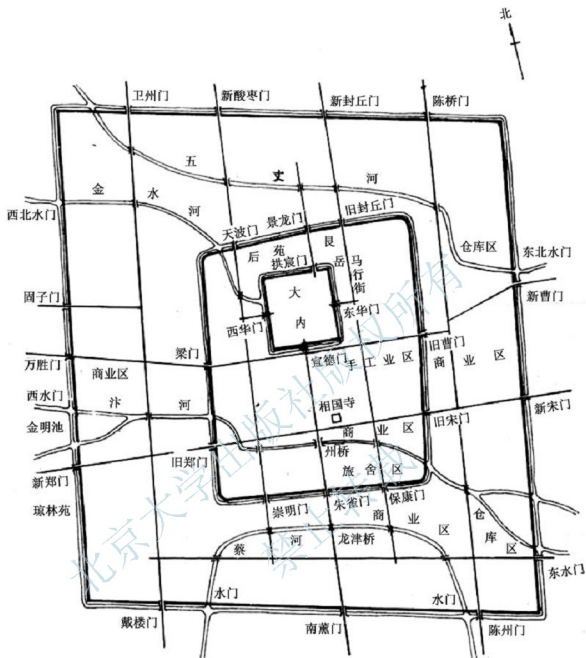 北
卫州门
新酸枣门
新封丘门
陈桥门
五
丈
河
金
水
河
西北水门
天波门
景龙门
旧封丘门
后苑
艮
岳
拱宸门
马行街
仓库区
东北水门
固子门
大
内
新曹门
西华门
东华门
万胜门
梁门
宣德门
旧曹门
手工业区
商业区
商业区
西水门
汴
河
相国寺
金明池
商业区
旧宋门
新宋门
旧郑门
州桥
新郑门
旅舍区
琼林苑
崇明门
朱雀门
保康门
商业区
仓库区
蔡
河
龙津桥
东水门
水门
水门
戴楼门
南薰门
陈州门
北京大学出版社版权所有
禁止转载